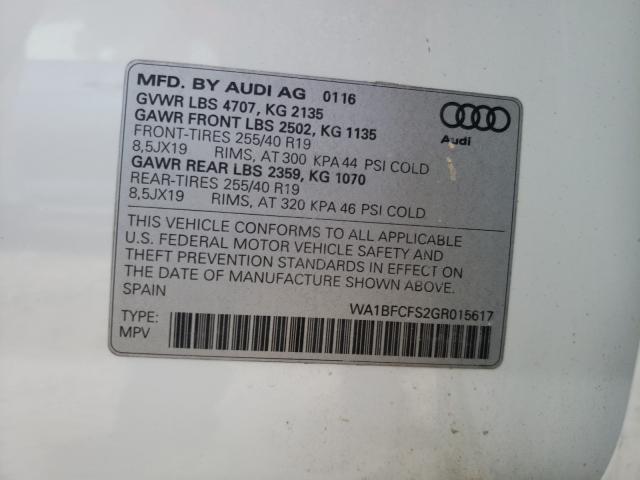 MFD. BY AUDI AG 0116
GVWR LBS 4707, KG 2135
GAWR FRONT LBS 2502, KG 1135
FRONT-TIRES 255/40 R19
8,5JX19 RIMS, AT 300 KPA 44 PSI COLD
GAWR REAR LBS 2359, KG 1070
REAR-TIRES 255/40 R19
8,5JX19 RIMS, AT 320 KPA 46 PSI COLD
Audi
THIS VEHICLE CONFORMS TO ALL APPLICABLE
U.S. FEDERAL MOTOR VEHICLE SAFETY AND
THEFT PREVENTION STANDARDS IN EFFECT ON
THE DATE OF MANUFACTURE SHOWN ABOVE.
SPAIN
WA1BFCFS2GR015617
TYPE:
MPV